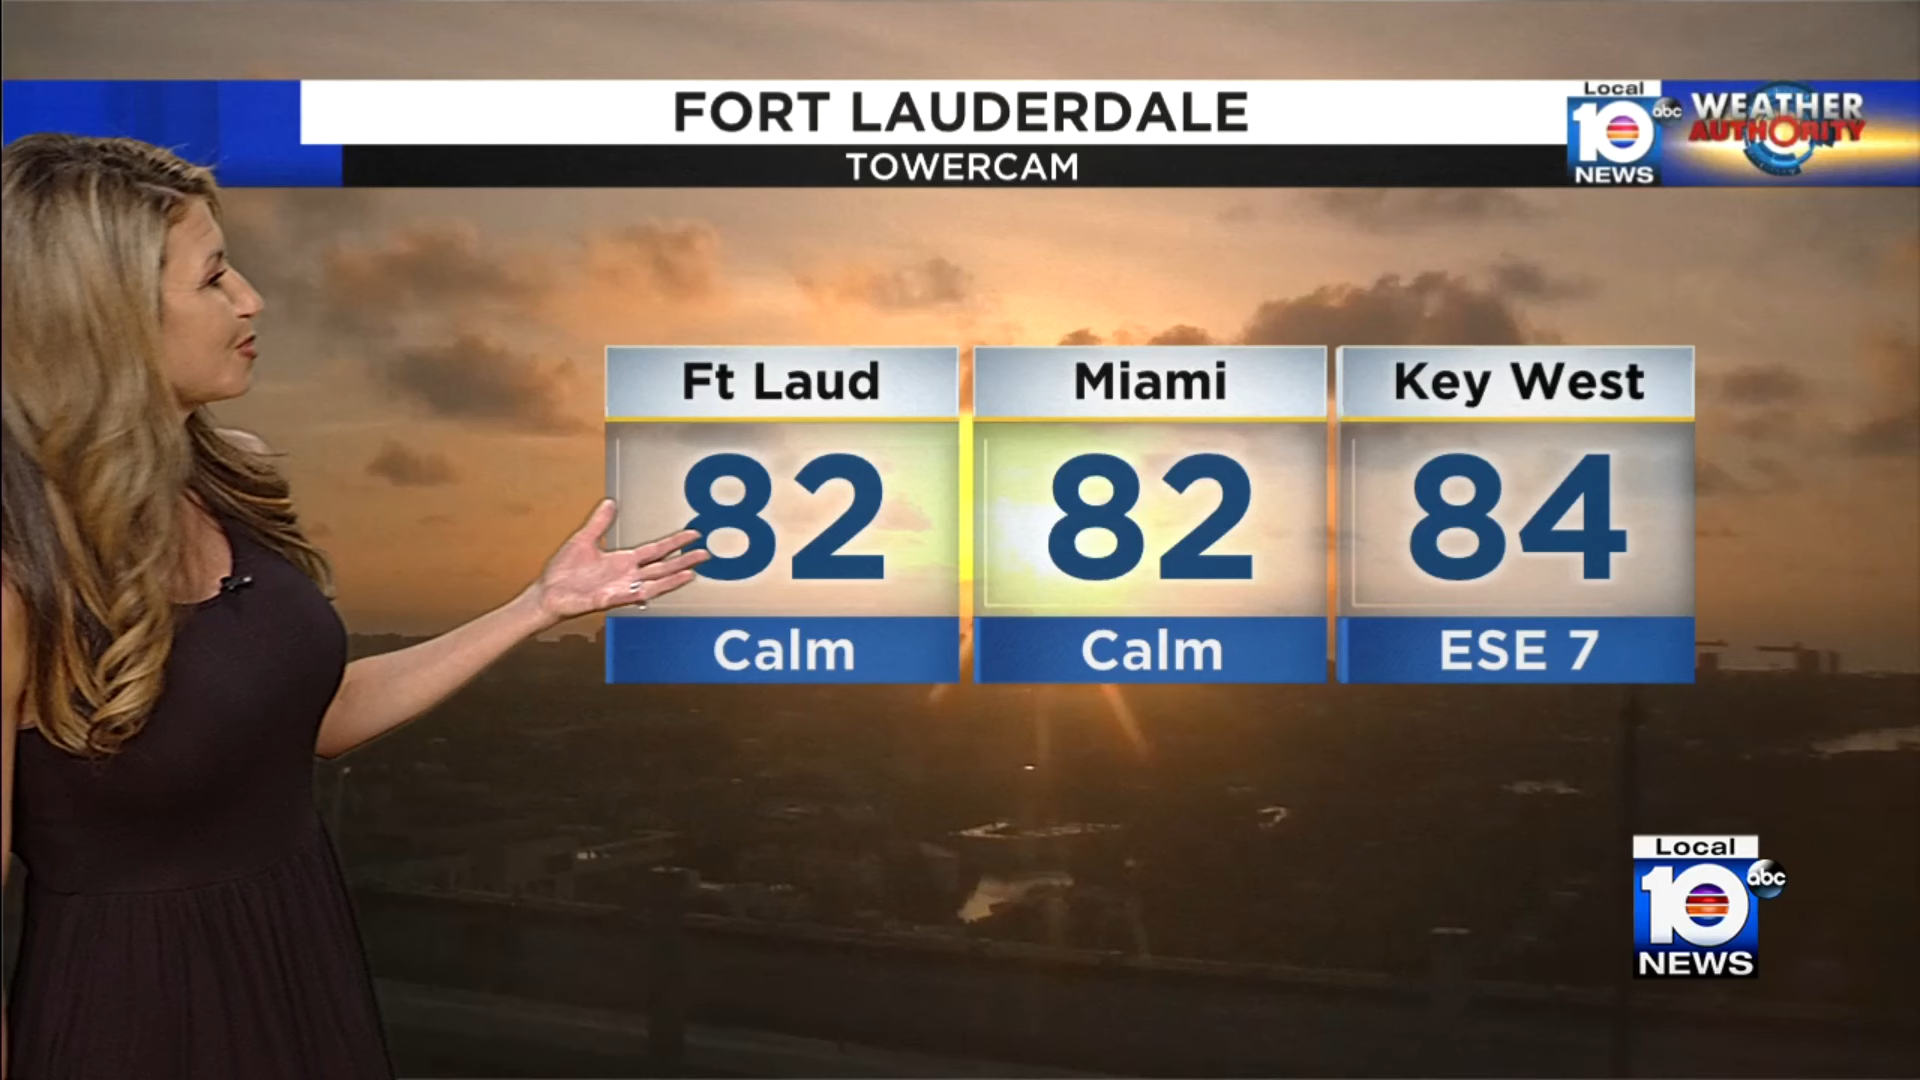 FORT LAUDERDALE
TOWERCAM
Local
10
abc
NEWS
WEATHER
AUTHORITY
Ft Laud
Miami
Key West
82
82
84
Calm
Calm
ESE 7
Local
10
abc
NEWS